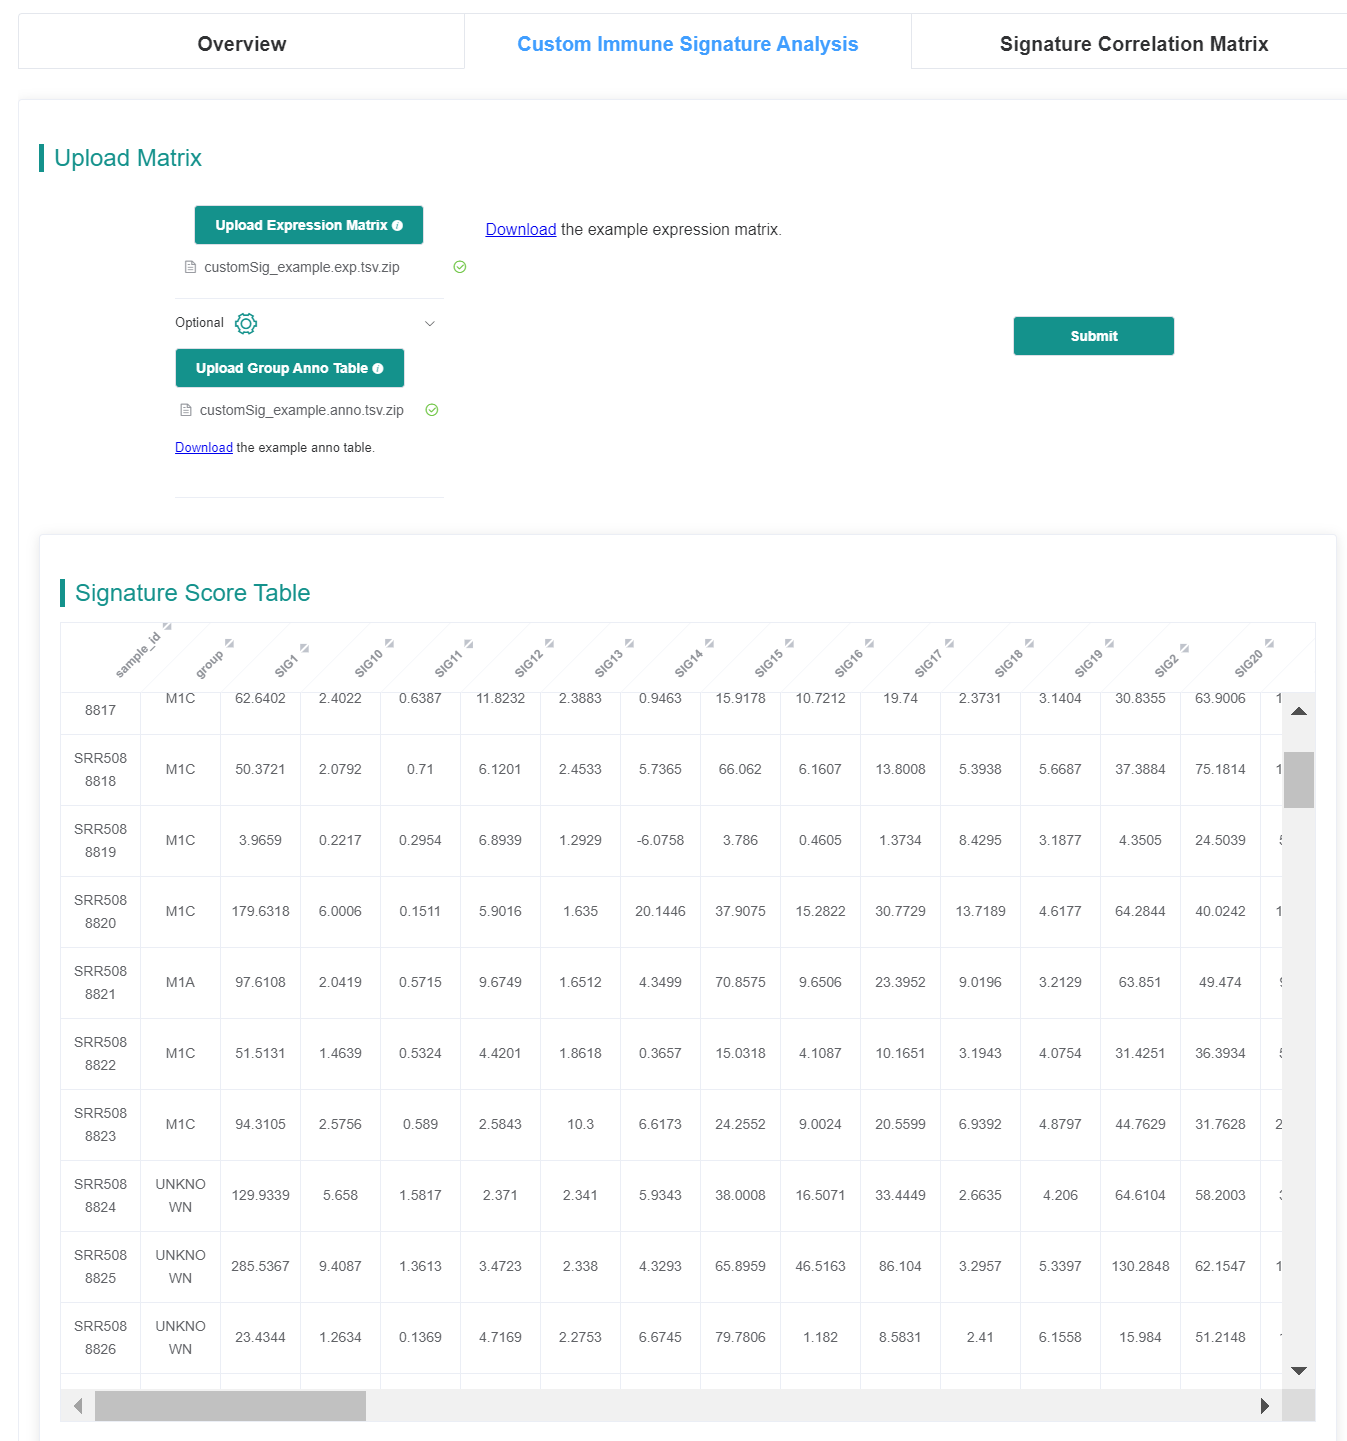 Overview
Custom Immune Signature Analysis
Signature Correlation Matrix
Upload Matrix
Upload Expression Matrix
Download the example expression matrix.
customSig_example.exp.tsv.zip
Optional
Submit
Upload Group Anno Table
customSig_example.anno.tsv.zip
Download the example anno table.
Signature Score Table
sample_id group SIG1 SIG10 SIG11 SIG12 SIG13 SIG14 SIG15 SIG16 SIG17 SIG18 SIG19 SIG2 SIG20
8817 M1C 62.6402 2.4022 0.6387 11.8232 2.3883 0.9463 15.9178 10.7212 19.74 2.3731 3.1404 30.8355 63.9006
SRR508
8818 M1C 50.3721 2.0792 0.71 6.1201 2.4533 5.7365 66.062 6.1607 13.8008 5.3938 5.6687 37.3884 75.1814
SRR508
8819 M1C 3.9659 0.2217 0.2954 6.8939 1.2929 -6.0758 3.786 0.4605 1.3734 8.4295 3.1877 4.3505 24.5039
SRR508
8820 M1C 179.6318 6.0006 0.1511 5.9016 1.635 20.1446 37.9075 15.2822 30.7729 13.7189 4.6177 64.2844 40.0242
SRR508
8821 M1A 97.6108 2.0419 0.5715 9.6749 1.6512 4.3499 70.8575 9.6506 23.3952 9.0196 3.2129 63.851 49.474
SRR508
8822 M1C 51.5131 1.4639 0.5324 4.4201 1.8618 0.3657 15.0318 4.1087 10.1651 3.1943 4.0754 31.4251 36.3934
SRR508
8823 M1C 94.3105 2.5756 0.589 2.5843 10.3 6.6173 24.2552 9.0024 20.5599 6.9392 4.8797 44.7629 31.7628
SRR508 UNKNO
8824 WN 129.9339 5.658 1.5817 2.371 2.341 5.9343 38.0008 16.5071 33.4449 2.6635 4.206 64.6104 58.2003
SRR508 UNKNO
8825 WN 285.5367 9.4087 1.3613 3.4723 2.338 4.3293 65.8959 46.5163 86.104 3.2957 5.3397 130.2848 62.1547
SRR508 UNKNO
8826 WN 23.4344 1.2634 0.1369 4.7169 2.2753 6.6745 79.7806 1.182 8.5831 2.41 6.1558 15.984 51.2148